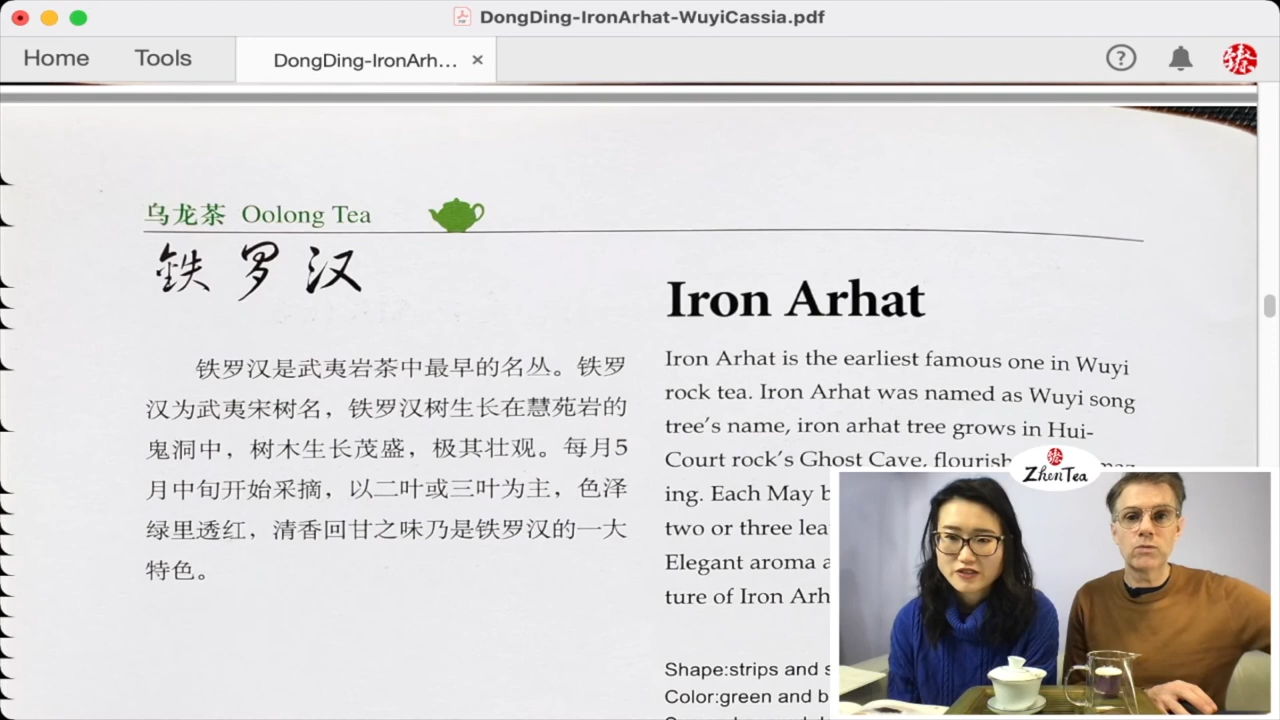 DongDing-IronArhat-WuyiCassia.pdf
Home
Tools
DongDing-IronArh...
乌龙茶 Oolong Tea
铁罗汉
铁罗汉是武夷岩茶中最早的名丛。铁罗
汉为武夷宋树名，铁罗汉树生长在慧苑岩的
鬼洞中，树木生长茂盛，极其壮观。每月5
月中旬开始采摘，以二叶或三叶为主，色泽
绿里透红，清香回甘之味乃是铁罗汉的一大
特色。
Iron Arhat
Iron Arhat is the earliest famous one in Wuyi
rock tea. Iron Arhat was named as Wuyi song
tree's name, iron arhat tree grows in Hui-
Court rock's Ghost Cave, flourish
ing. Each May b
two or three lea
Elegant aroma a
ture of Iron Arh
Shape:strips and s
Color:green and b
Zhen Tea